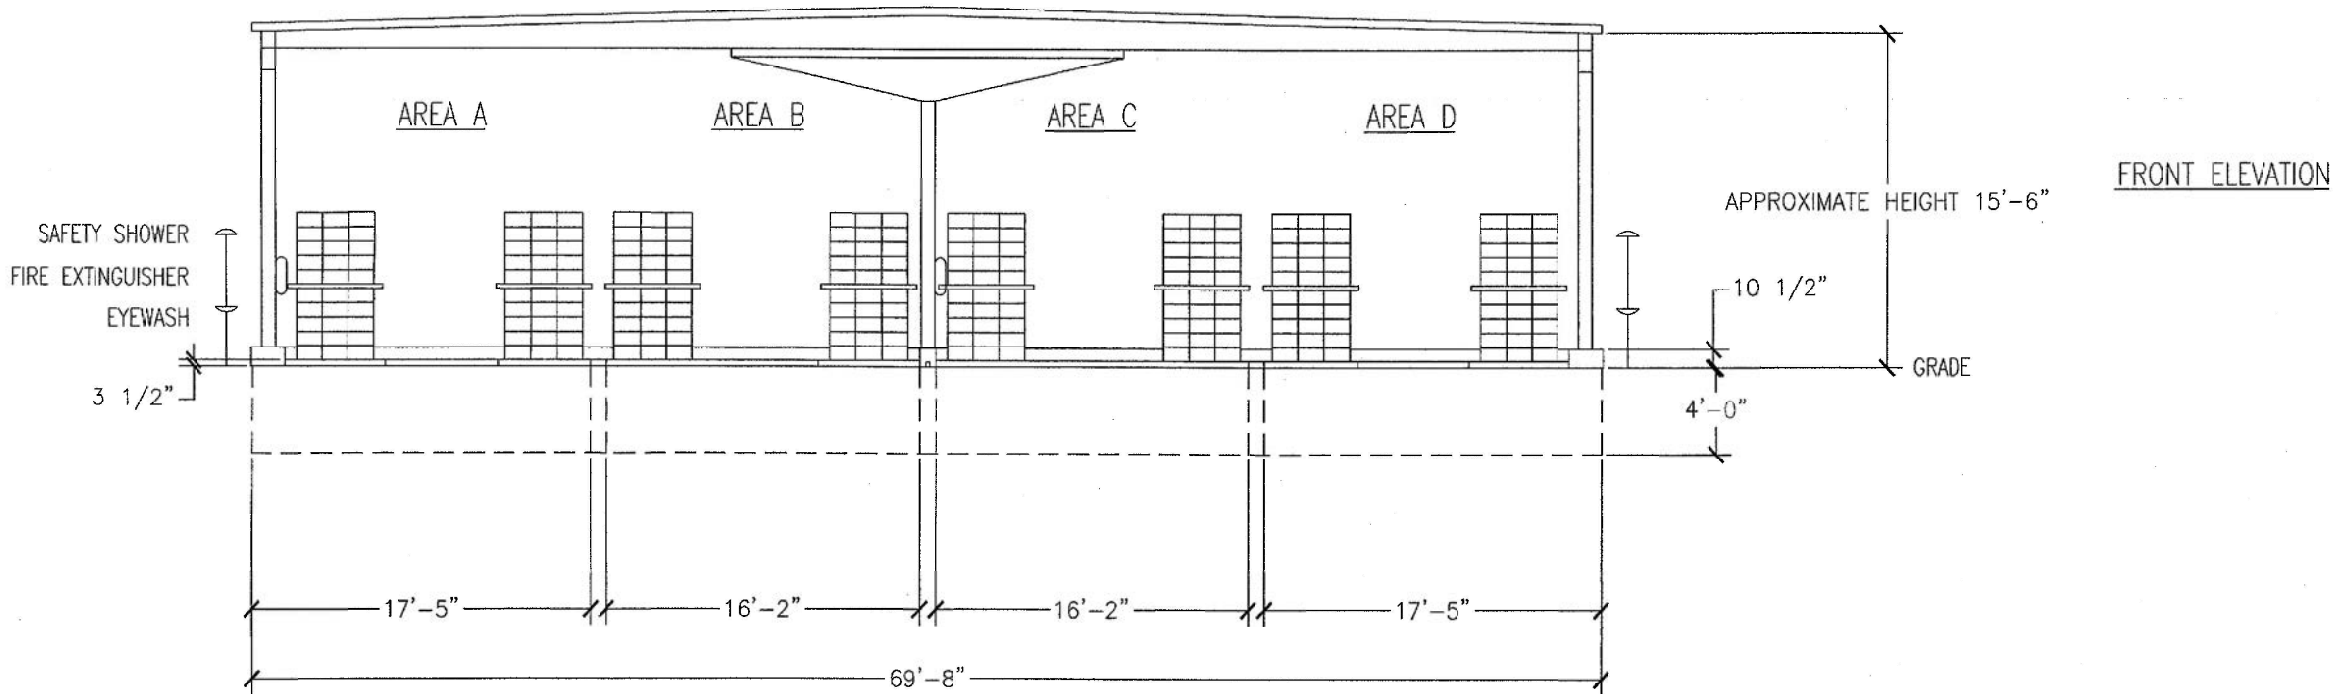 AREA A
AREA B
AREA C
AREA D
FRONT ELEVATION
APPROXIMATE HEIGHT 15'-6"
SAFETY SHOWER
FIRE EXTINGUISHER
EYEWASH
10 1/2"
GRADE
3 1/2"
4'-0"
17'-5"
16'-2"
16'-2"
17'-5"
69'-8"